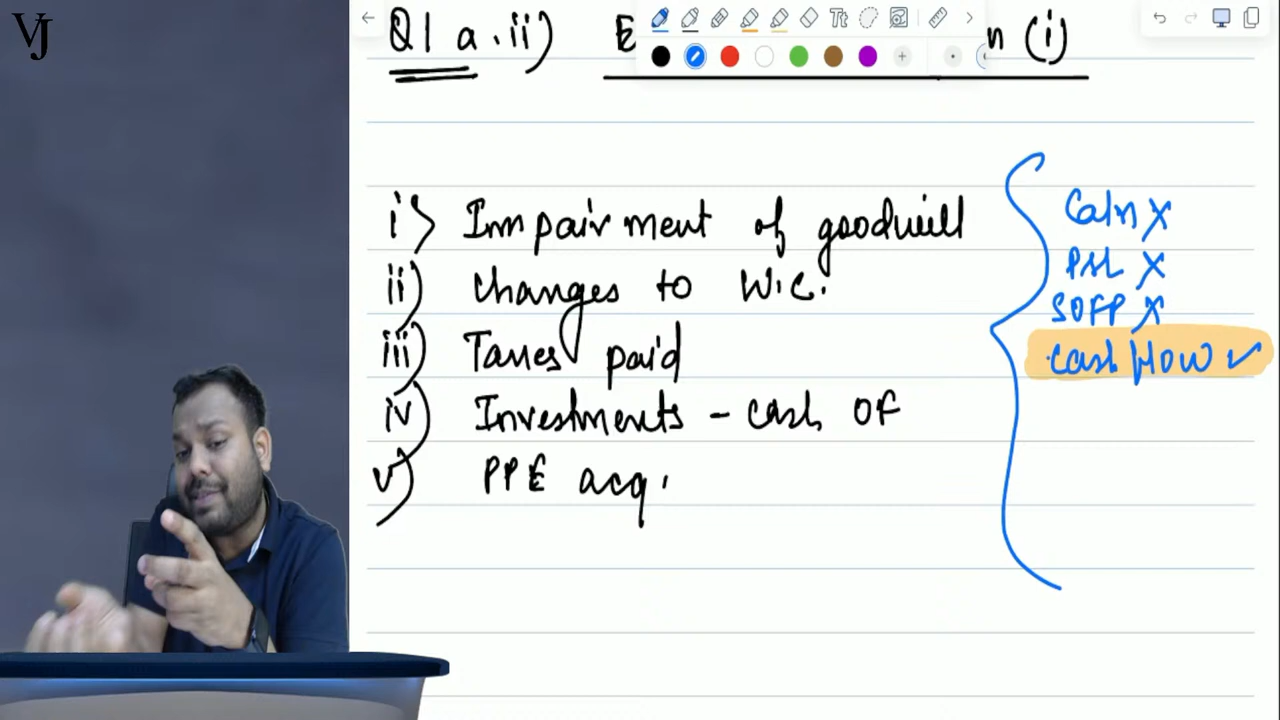 VJ
Q1 a.ii) E n (i)
Tt
i) Impairment of goodwill
ii) changes to W.C.
iii) Taxes paid
iv) Investments - cash OF
v) PPE acq.
Caln X
P&L X
SOFP X
cash flow ✓